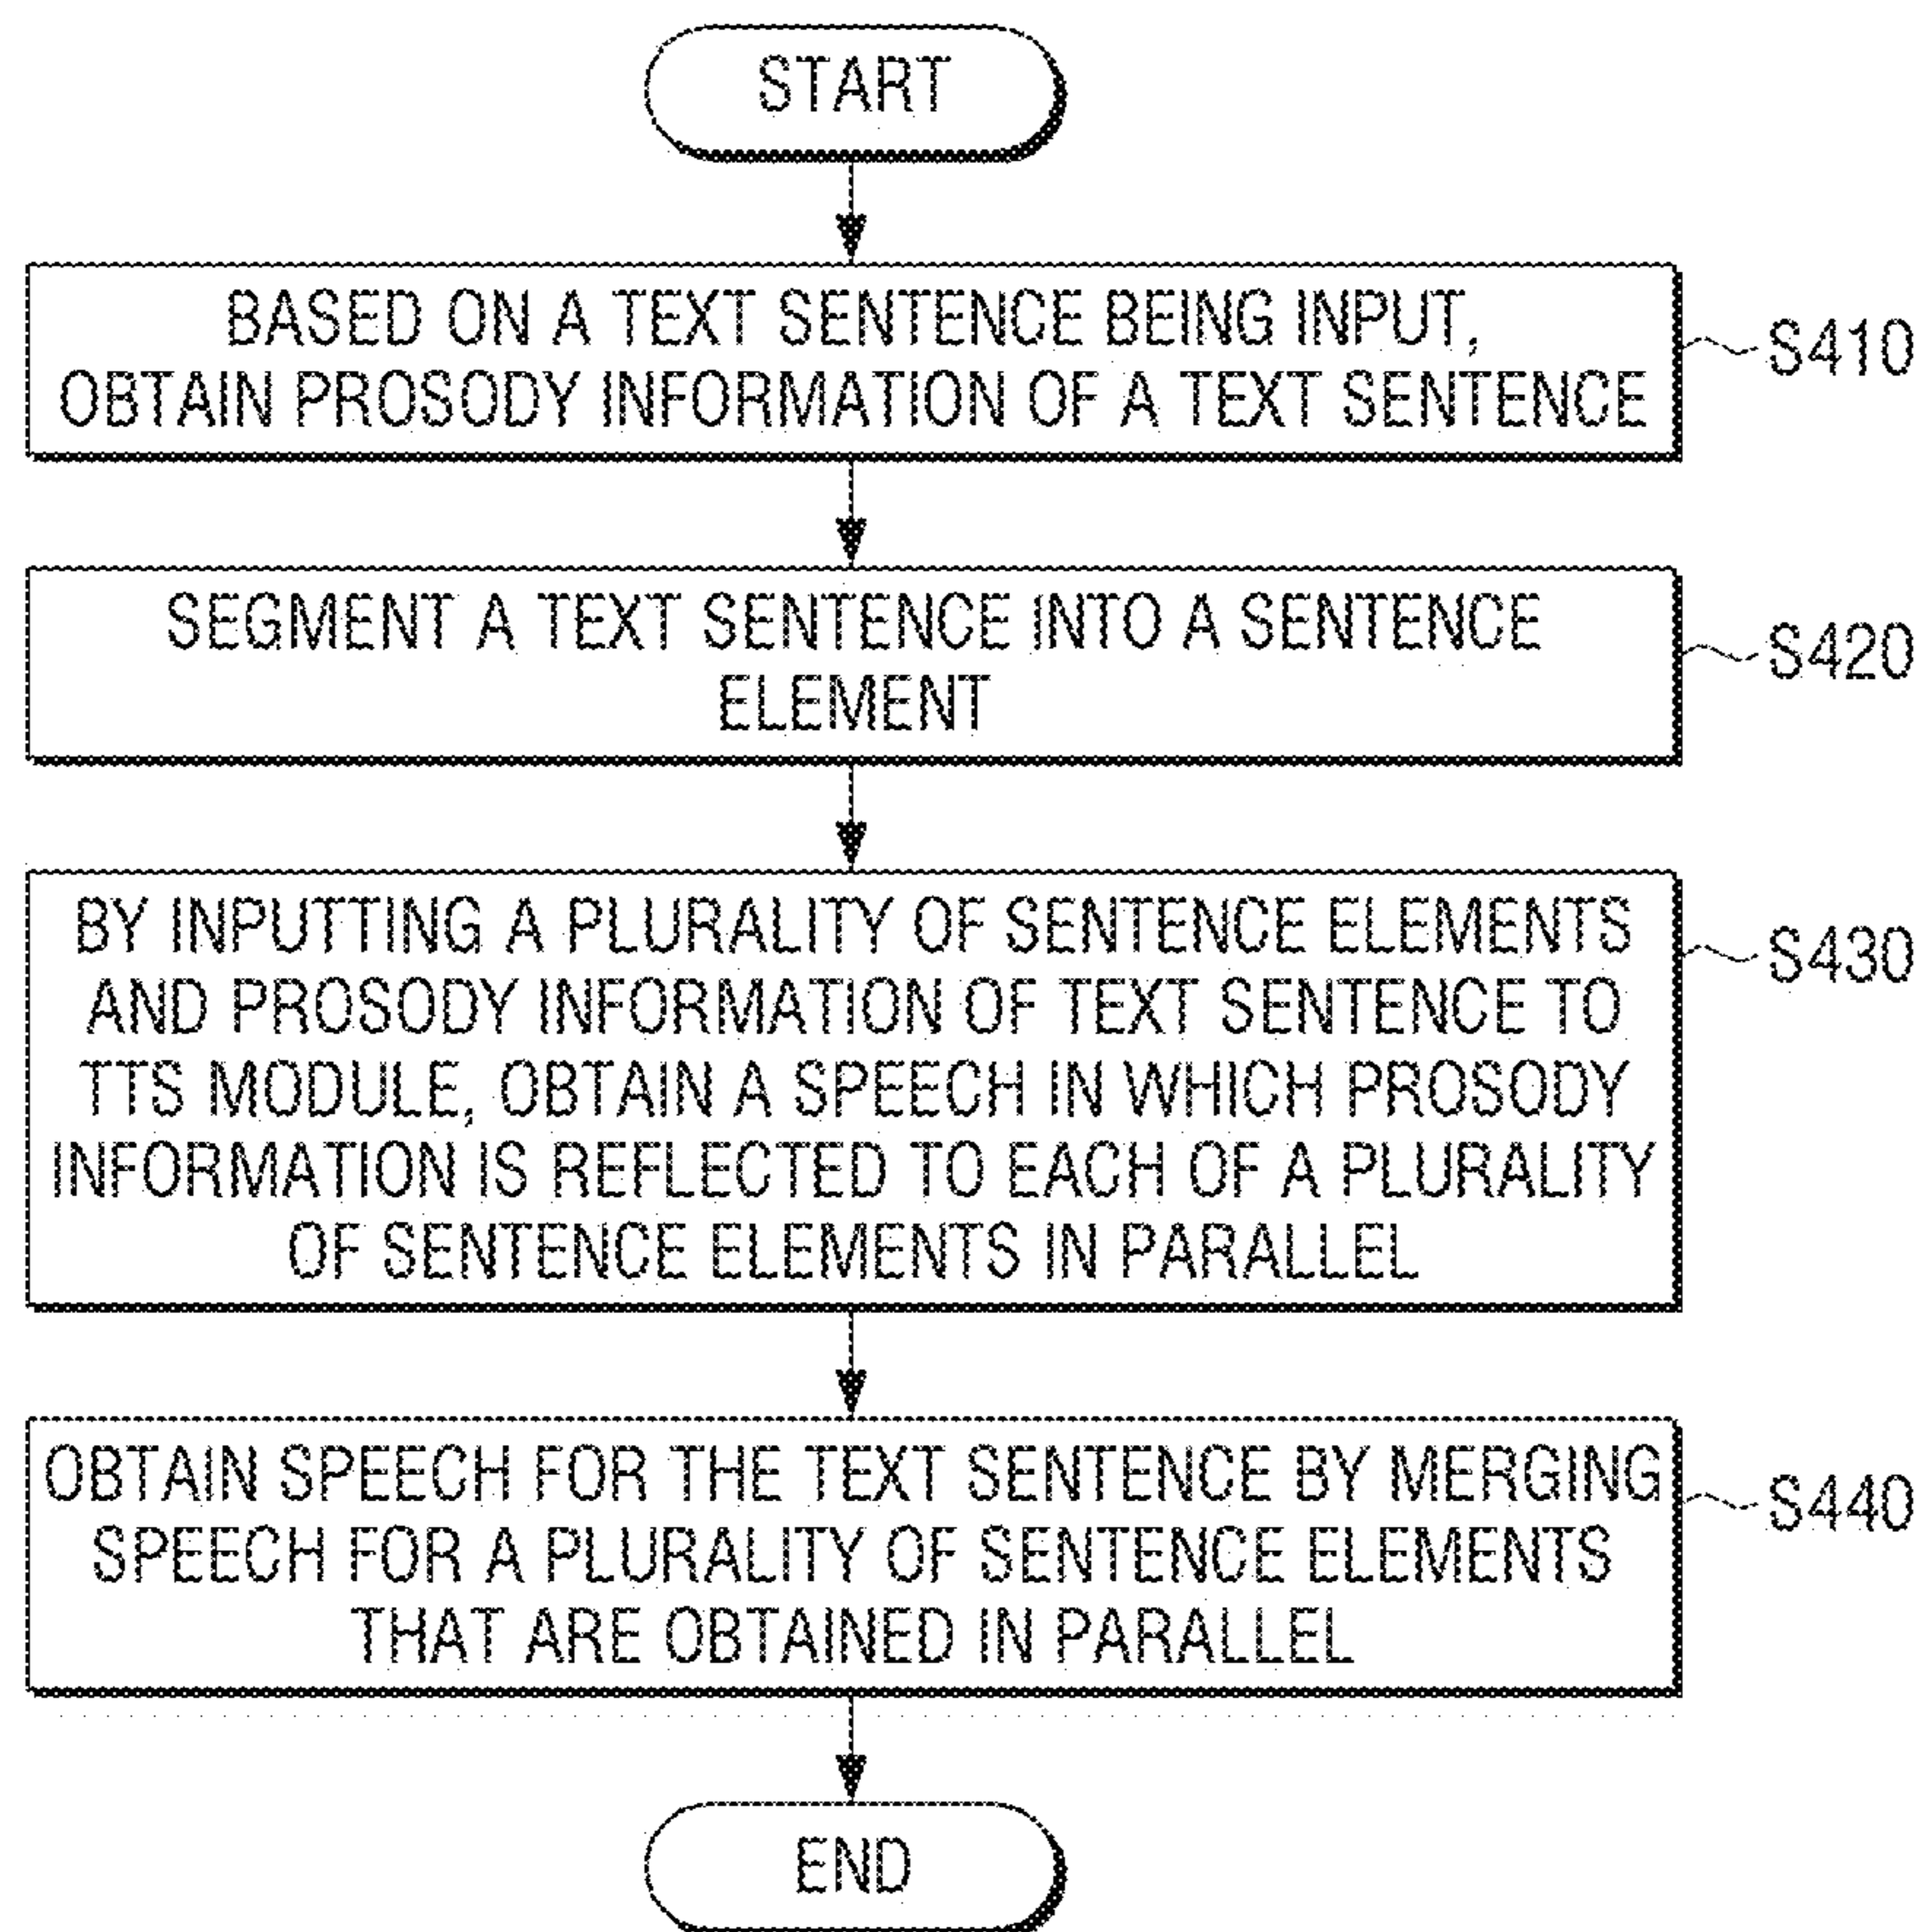 START
BASED ON A TEXT SENTENCE BEING INPUT,
OBTAIN PROSODY INFORMATION OF A TEXT SENTENCE
S410
SEGMENT A TEXT SENTENCE INTO A SENTENCE
ELEMENT
S420
BY INPUTTING A PLURALITY OF SENTENCE ELEMENTS
AND PROSODY INFORMATION OF TEXT SENTENCE TO
TTS MODULE, OBTAIN A SPEECH IN WHICH PROSODY
INFORMATION IS REFLECTED TO EACH OF A PLURALITY
OF SENTENCE ELEMENTS IN PARALLEL
S430
OBTAIN SPEECH FOR THE TEXT SENTENCE BY MERGING
SPEECH FOR A PLURALITY OF SENTENCE ELEMENTS
THAT ARE OBTAINED IN PARALLEL
S440
END